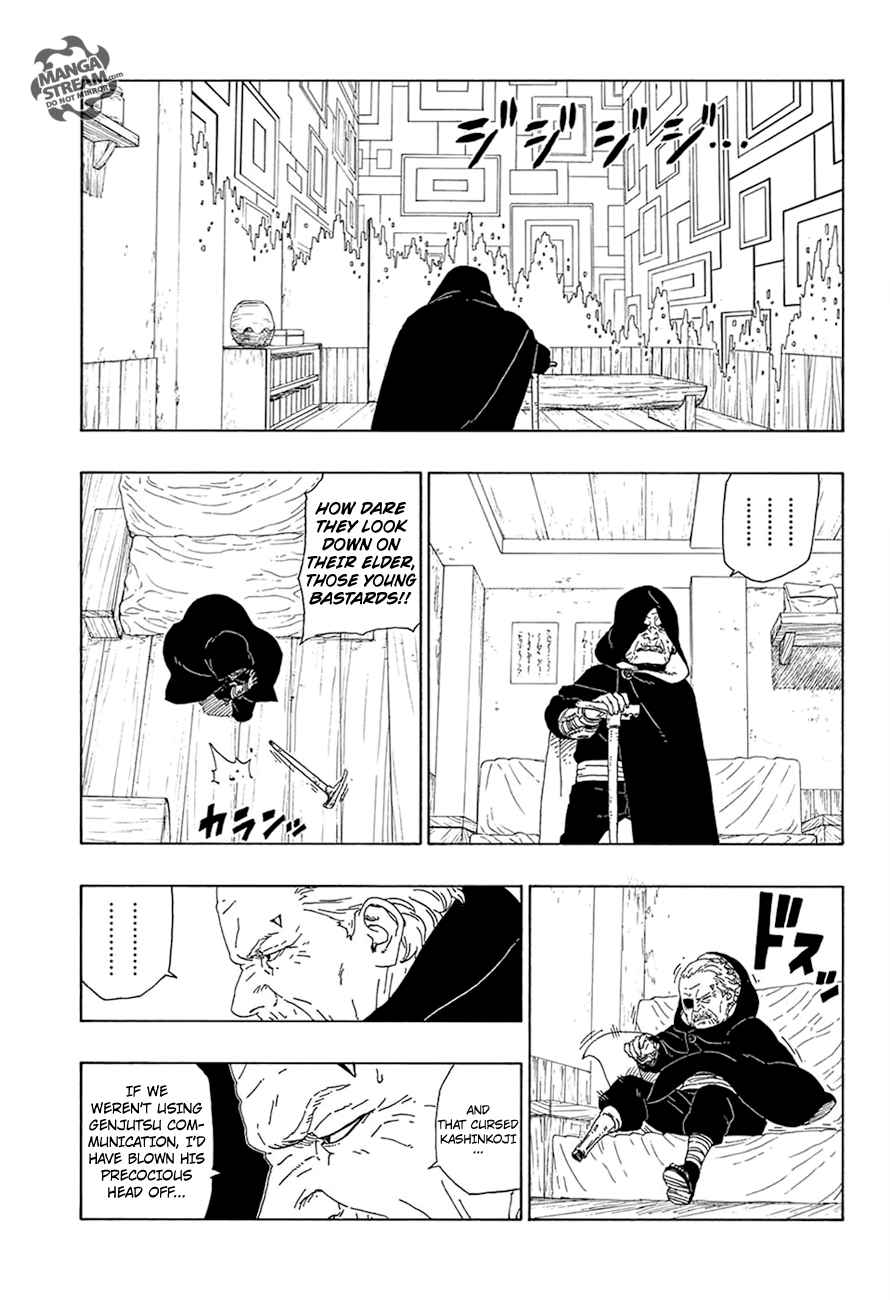 MANGA
STREAM.com
DO NOT MIRROR!
ジジジジ…
………
………
HOW DARE
THEY LOOK
DOWN ON
THEIR ELDER,
THOSE YOUNG
BASTARDS!!
カランッ
ドスッ
………
………
AND
THAT CURSED
KASHINKOJI
...
IF WE
WEREN'T USING
GENJUTSU COM-
MUNICATION, I'D
HAVE BLOWN HIS
PRECOCIOUS
HEAD OFF...